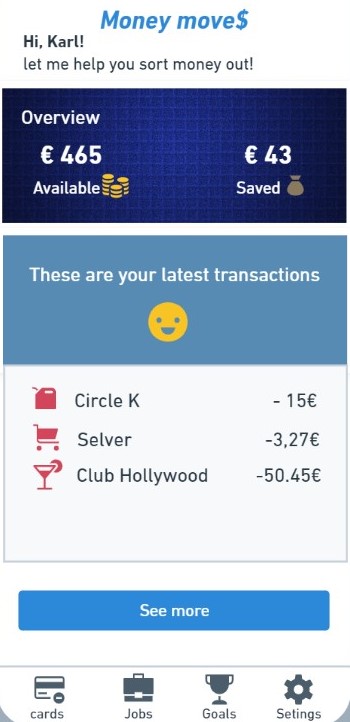 Money move$
Hi, Karl!
let me help you sort money out!
Overview
€ 465 € 43
Available Saved
These are your latest transactions
Circle K - 15€
Selver -3,27€
Club Hollywood -50.45€
See more
cards Jobs Goals Setings